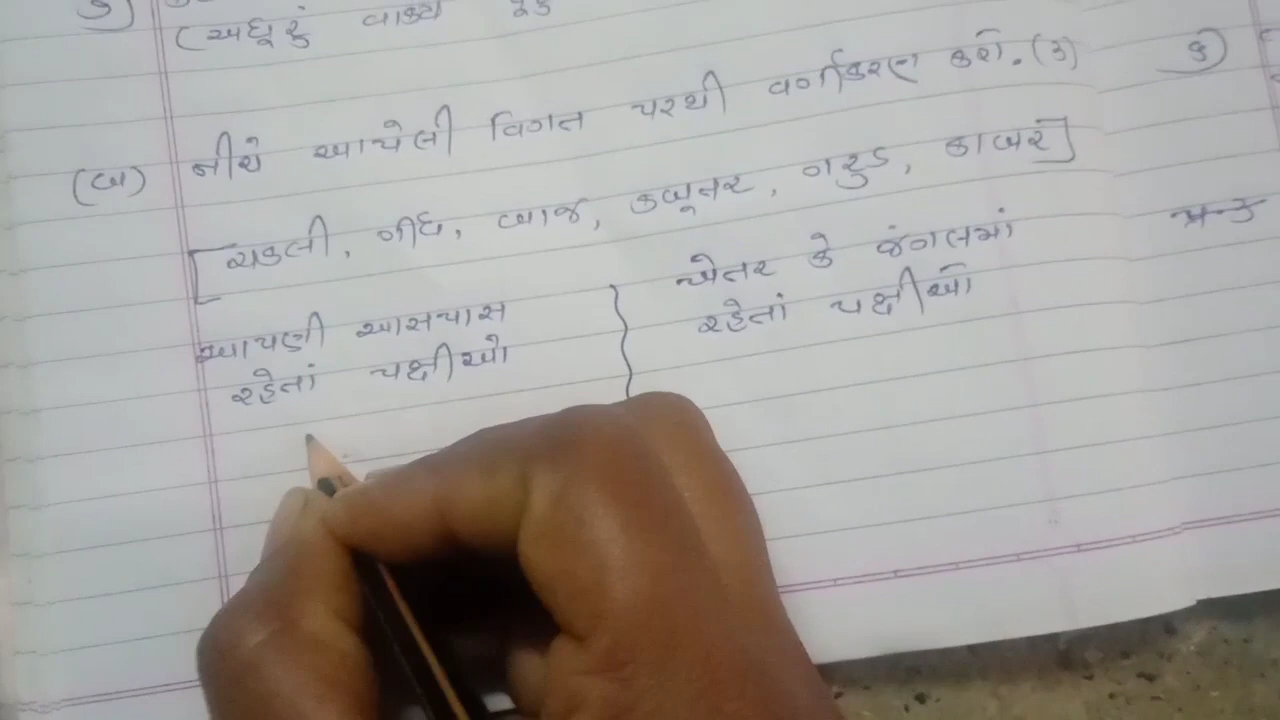 (અધૂરું વાક્ય
(બ) નીચે આપેલી વિગત પરથી વર્ગીકરણ કરો. (૩)
[ચકલી, ગીધ, બાજ, કબૂતર, ગરુડ, કાબર]
આપણી આસપાસ
રહેતાં પક્ષીઓ
ખેતર કે જંગલમાં
રહેતાં પક્ષીઓ